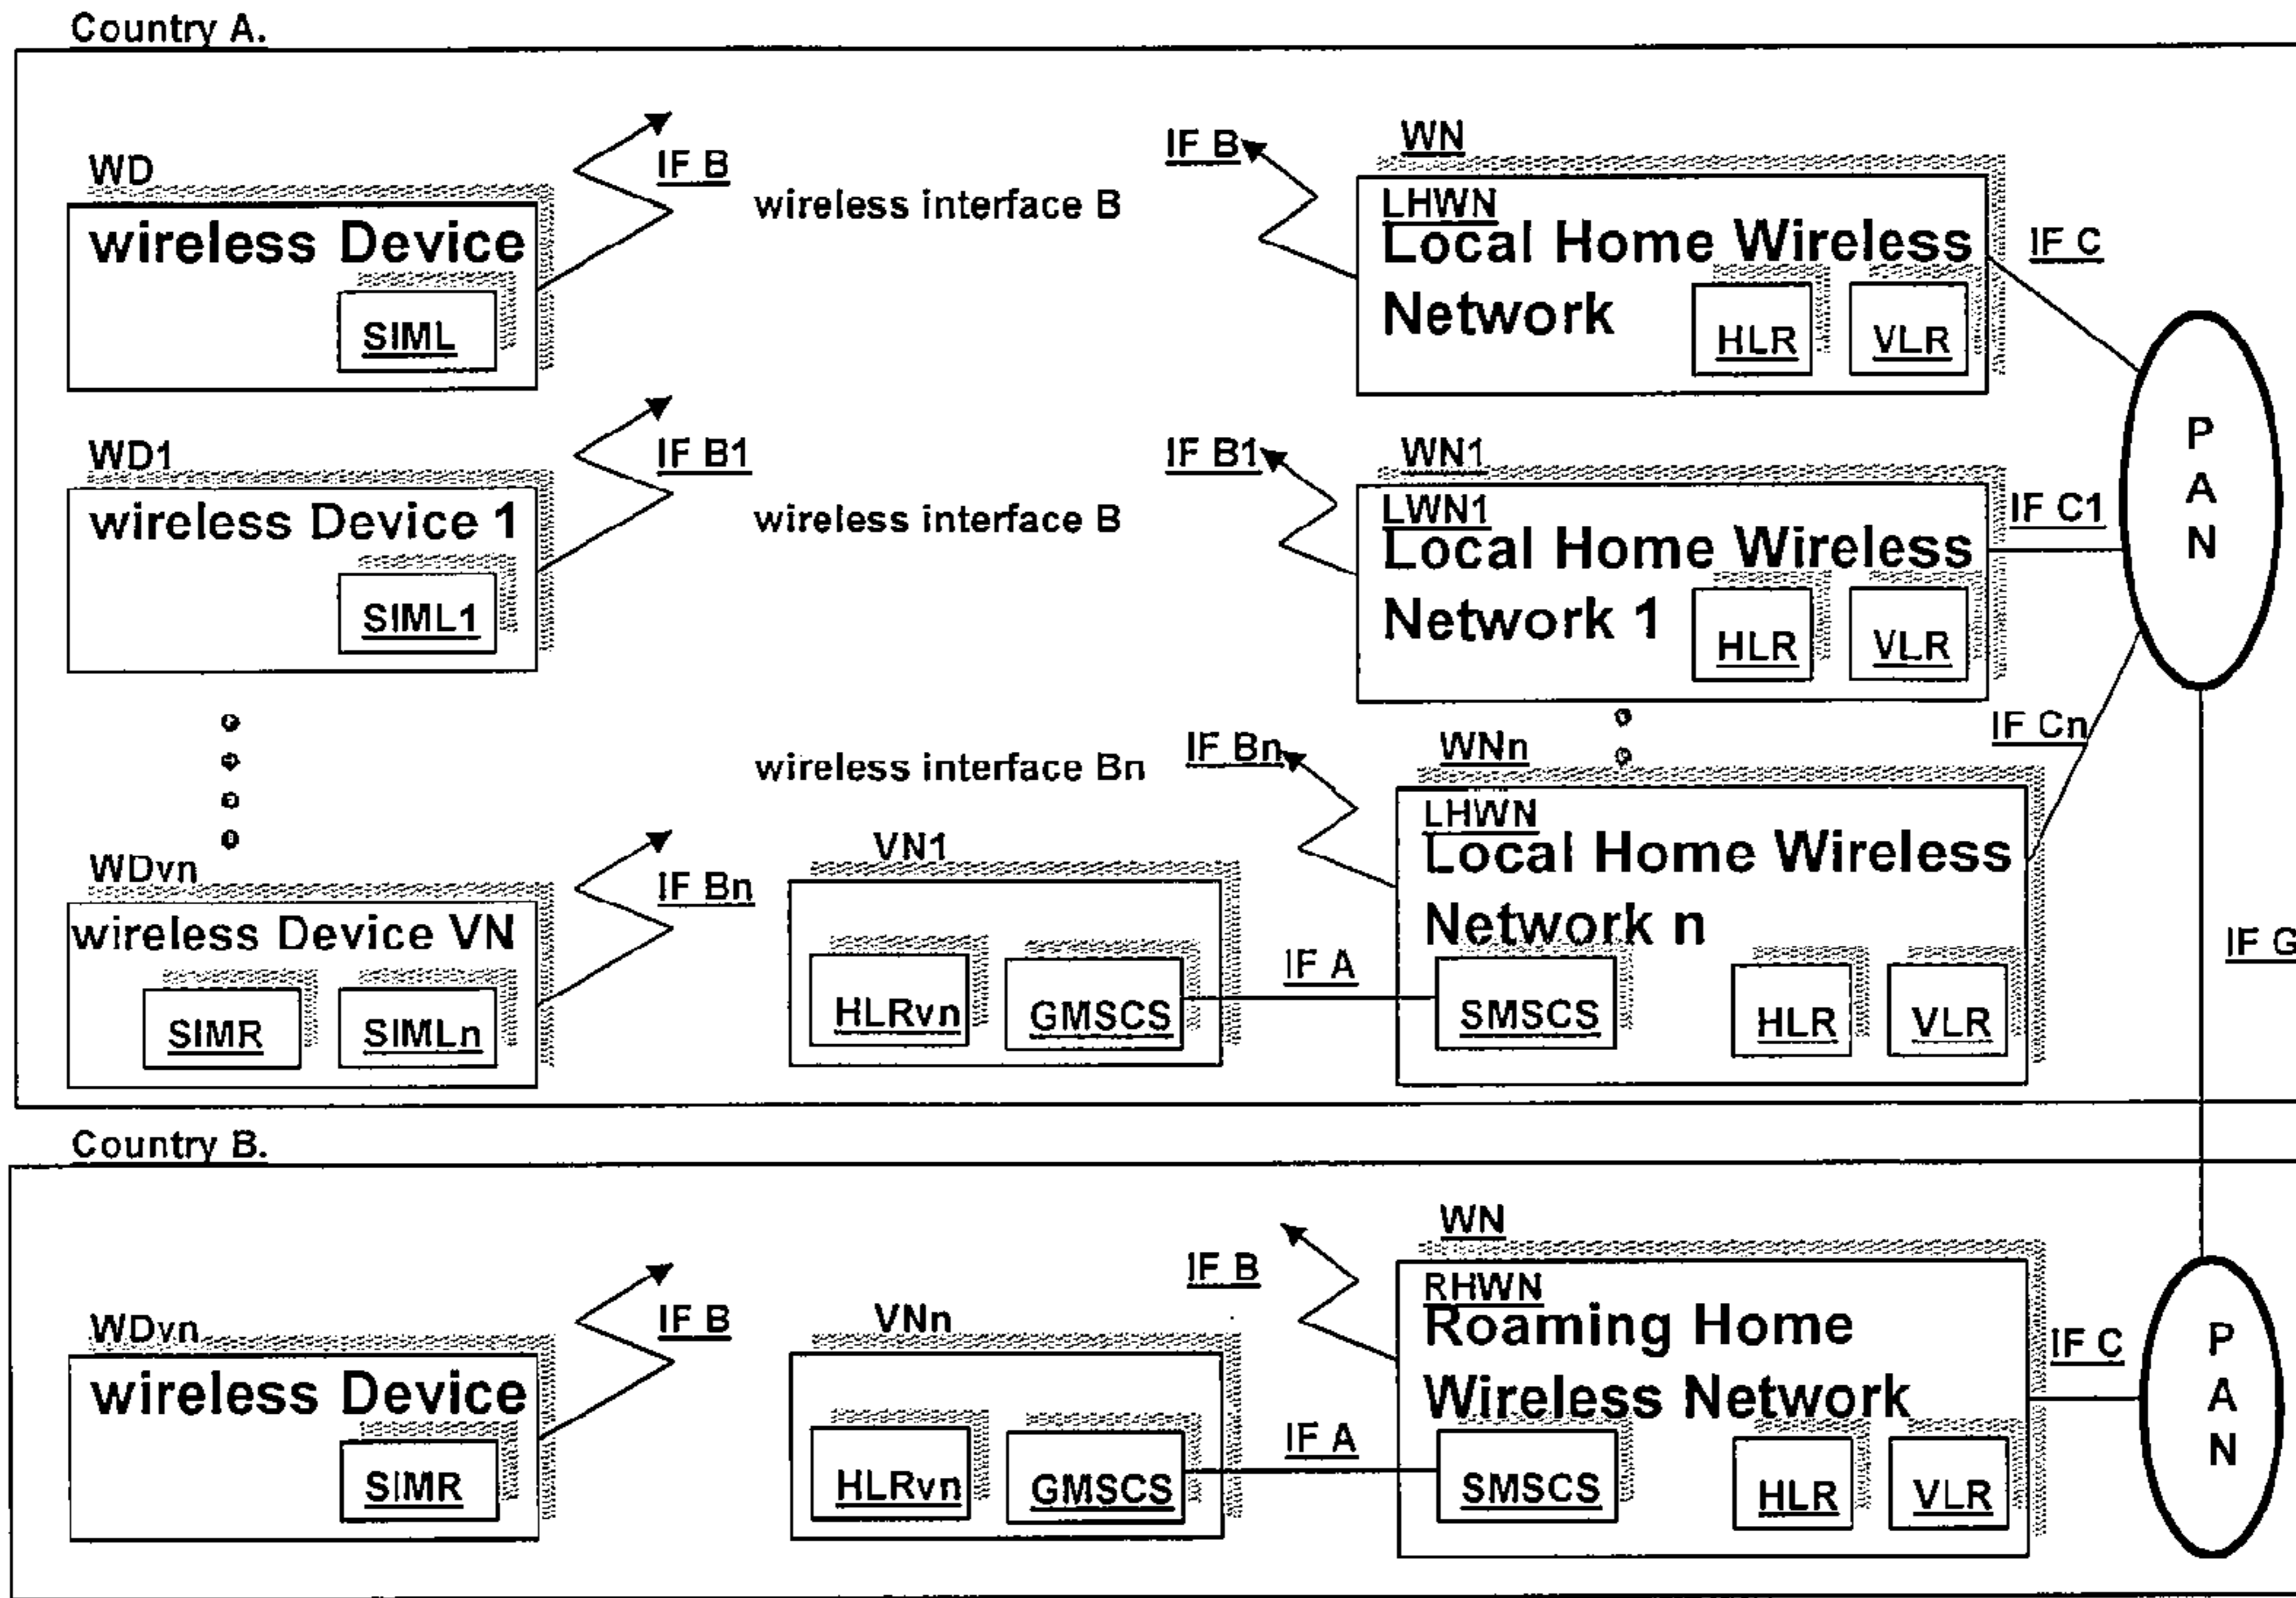 Country A.
WD
wireless Device
SIML
IF B
wireless interface B
IF B
WN
LHWN
Local Home Wireless
Network
HLR
VLR
IF C
WD1
wireless Device 1
SIML1
IF B1
wireless interface B
IF B1
WN1
LWN1
Local Home Wireless
Network 1
HLR
VLR
IF C1
P
A
N
WDvn
wireless Device VN
SIMR
SIMLn
IF Bn
wireless interface Bn
VN1
HLRvn
GMSCS
IF A
IF Bn
WNn
LHWN
Local Home Wireless
Network n
SMSCS
HLR
VLR
IF Cn
IF G
Country B.
WDvn
wireless Device
SIMR
IF B
VNn
HLRvn
GMSCS
IF A
IF B
WN
RHWN
Roaming Home
Wireless Network
SMSCS
HLR
VLR
IF C
P
A
N